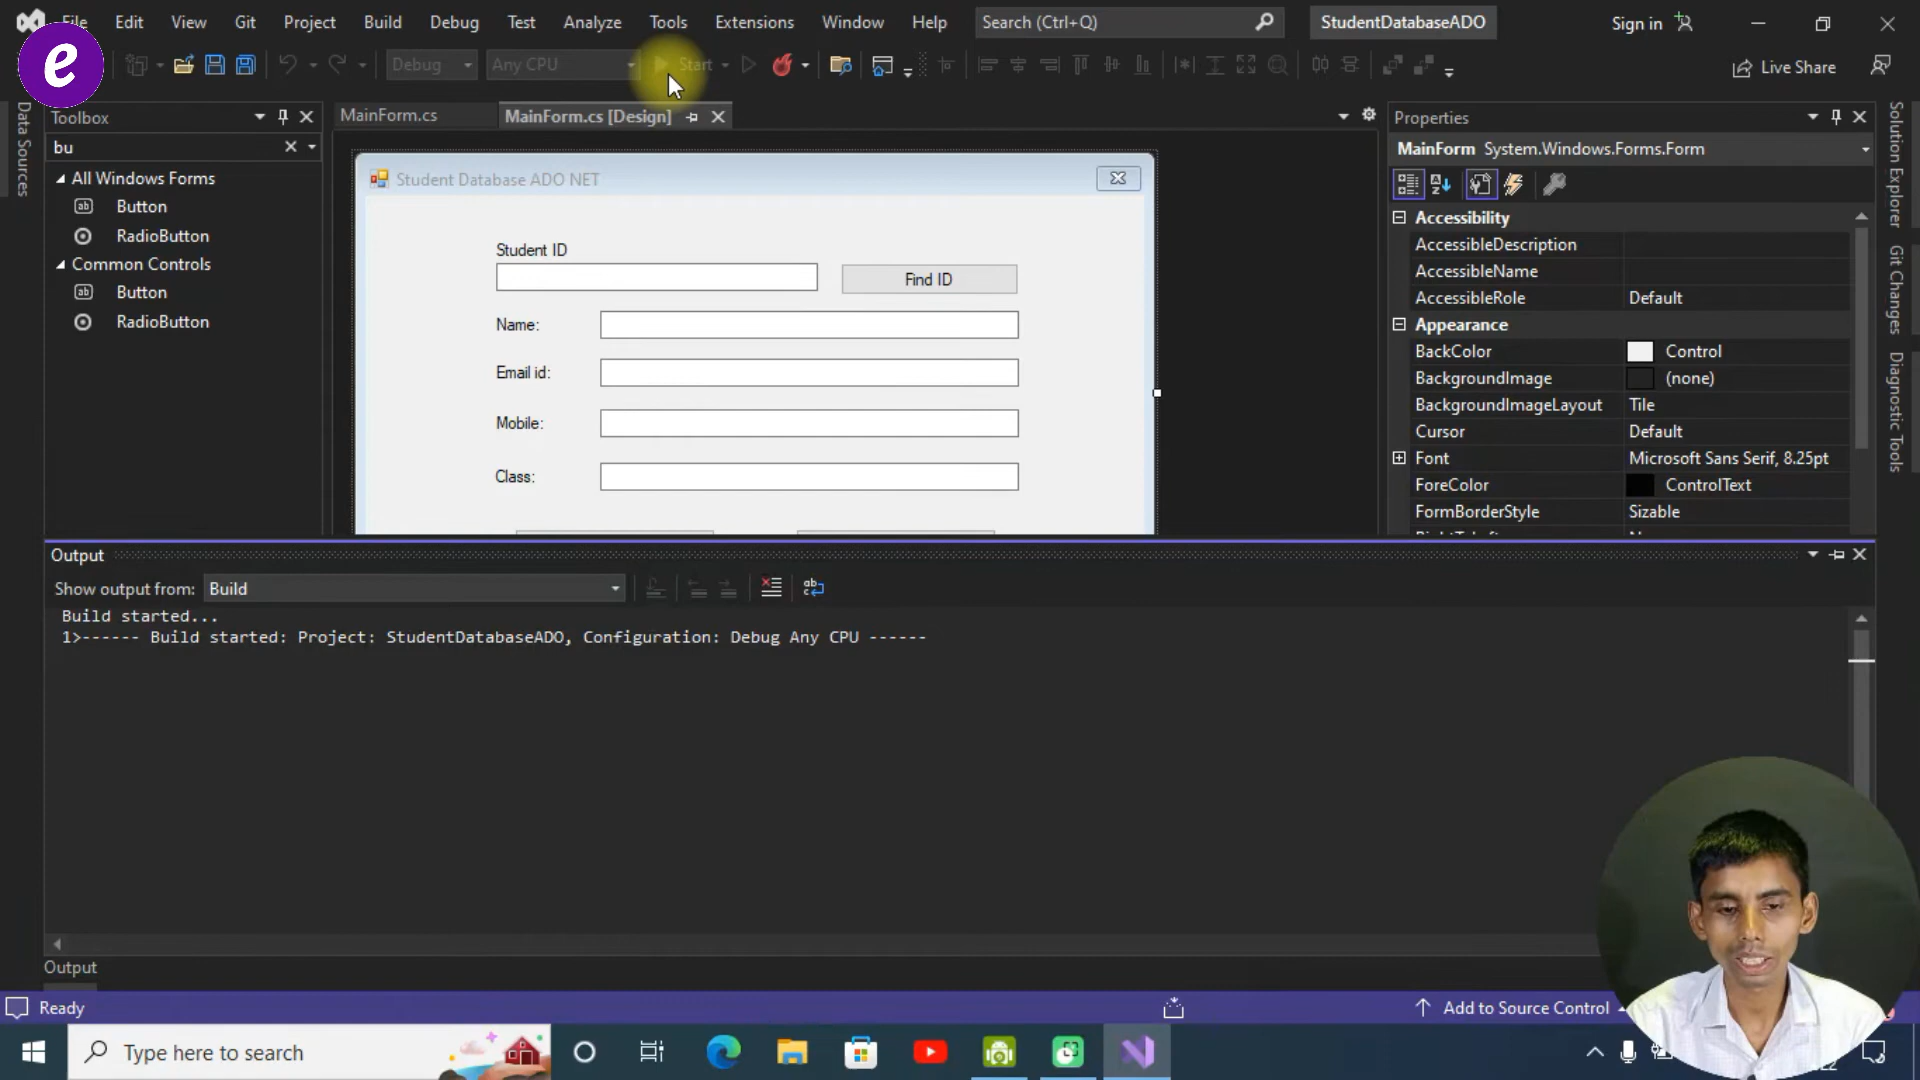 File Edit View Git Project Build Debug Test Analyze Tools Extensions Window Help Search (Ctrl+Q) StudentDatabaseADO Sign in
e
Debug Any CPU Start Live Share
Data Sources
Toolbox
bu
All Windows Forms
Button
RadioButton
Common Controls
Button
RadioButton
MainForm.cs MainForm.cs [Design]
Student Database ADO NET
Student ID
Find ID
Name:
Email id:
Mobile:
Class:
Properties
MainForm System.Windows.Forms.Form
Accessibility
AccessibleDescription
AccessibleName
AccessibleRole Default
Appearance
BackColor Control
BackgroundImage (none)
BackgroundImageLayout Tile
Cursor Default
Font Microsoft Sans Serif, 8.25pt
ForeColor ControlText
FormBorderStyle Sizable
Solution Explorer
Git Changes
Diagnostic Tools
Output
Show output from: Build
Build started...
1>------ Build started: Project: StudentDatabaseADO, Configuration: Debug Any CPU ------
Output
Ready Add to Source Control
Type here to search